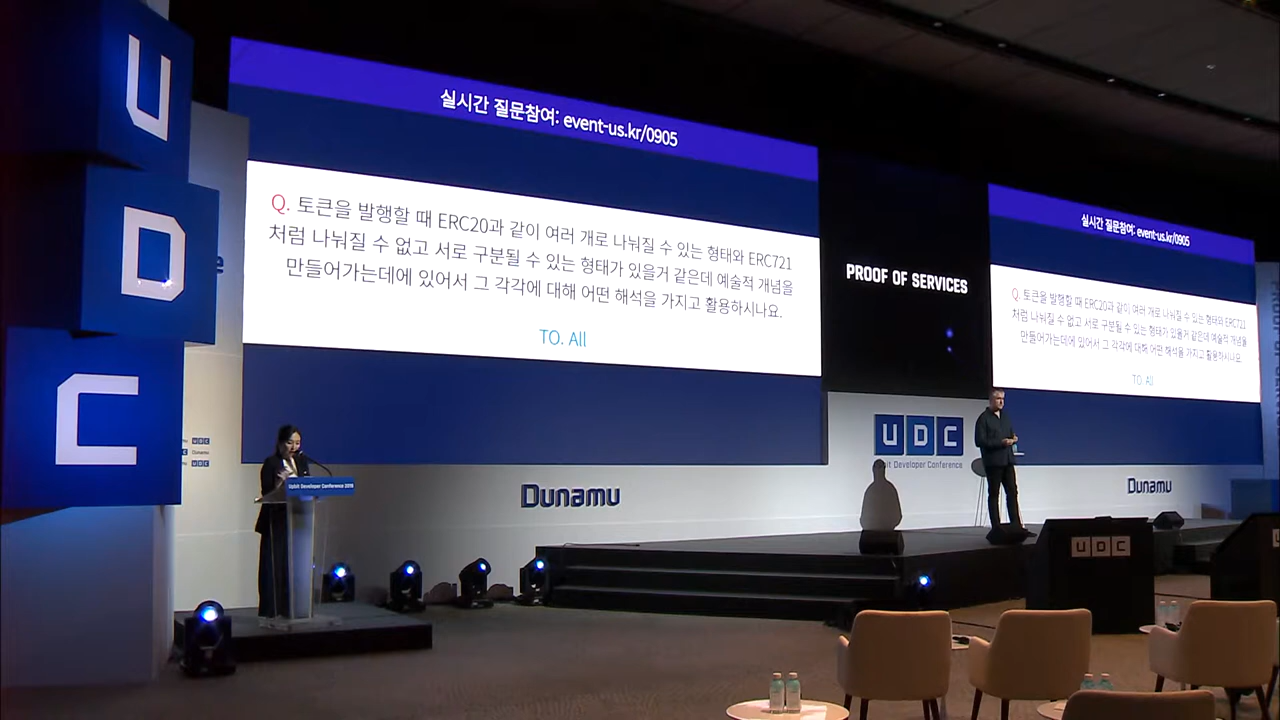 U
D
C
실시간 질문참여: event-us.kr/0905
Q. 토큰을 발행할 때 ERC20과 같이 여러 개로 나눠질 수 있는 형태와 ERC721
처럼 나눠질 수 없고 서로 구분될 수 있는 형태가 있을거 같은데 예술적 개념을
만들어가는데에 있어서 그 각각에 대해 어떤 해석을 가지고 활용하시나요.
TO. All
PROOF OF SERVICES
실시간 질문참여: event-us.kr/0905
Q. 토큰을 발행할 때 ERC20과 같이 여러 개로 나눠질 수 있는 형태와 ERC721
처럼 나눠질 수 없고 서로 구분될 수 있는 형태가 있을거 같은데 예술적 개념을
만들어가는데에 있어서 그 각각에 대해 어떤 해석을 가지고 활용하시나요.
TO. All
UDC
Upbit Developer Conference
UDC
Dunamu
UDC
Upbit Developer Conference 2019
Dunamu
Dunamu
UDC